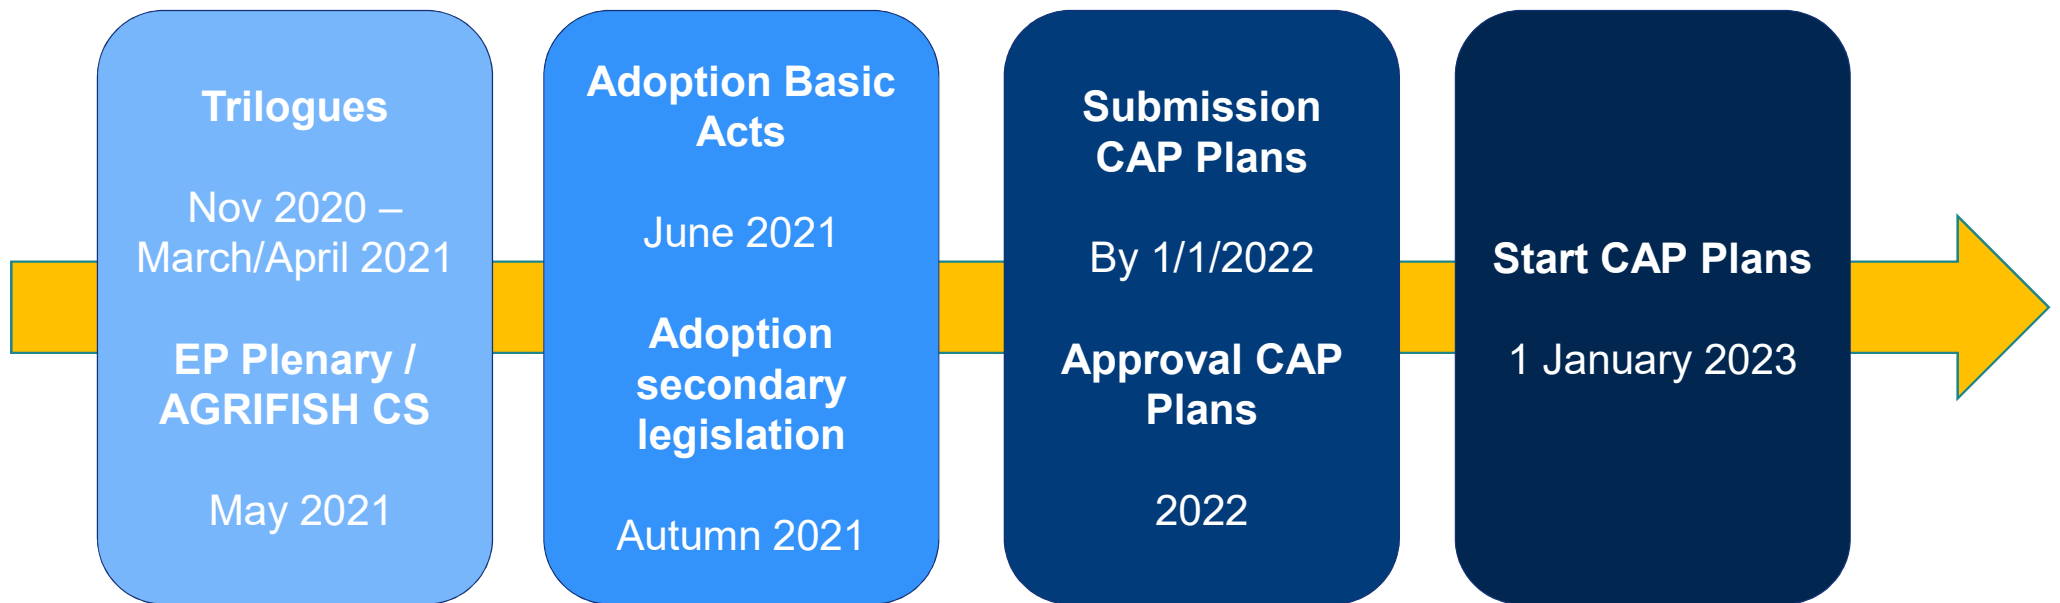 Trilogues
Nov 2020 –
March/April 2021
EP Plenary /
AGRIFISH CS
May 2021
Adoption Basic
Acts
June 2021
Adoption
secondary
legislation
Autumn 2021
Submission
CAP Plans
By 1/1/2022
Approval CAP
Plans
2022
Start CAP Plans
1 January 2023